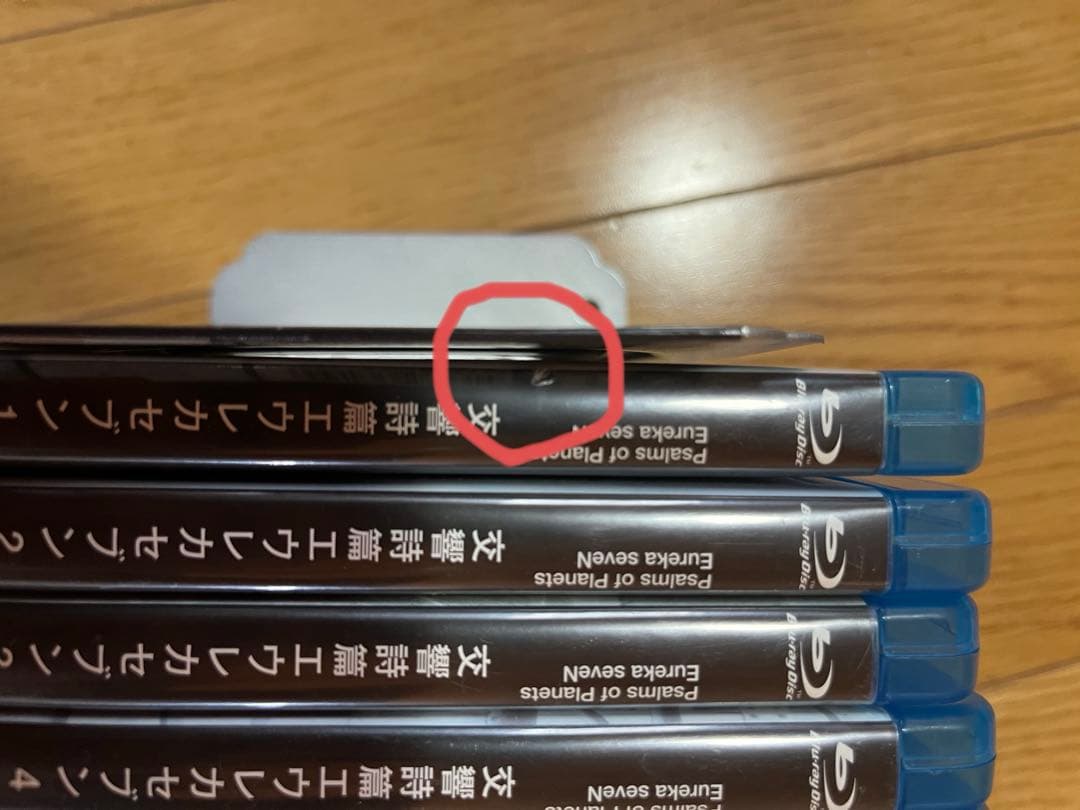 交響詩篇エウレカセブン 1
Psalms of Planets
Eureka seveN
Blu-ray Disc
TM
交響詩篇エウレカセブン 2
Psalms of Planets
Eureka seveN
Blu-ray Disc
交響詩篇エウレカセブン 3
Psalms of Planets
Eureka seveN
Blu-ray Disc
交響詩篇エウレカセブン 4
Psalms of Planets
Eureka seveN
Blu-ray Disc